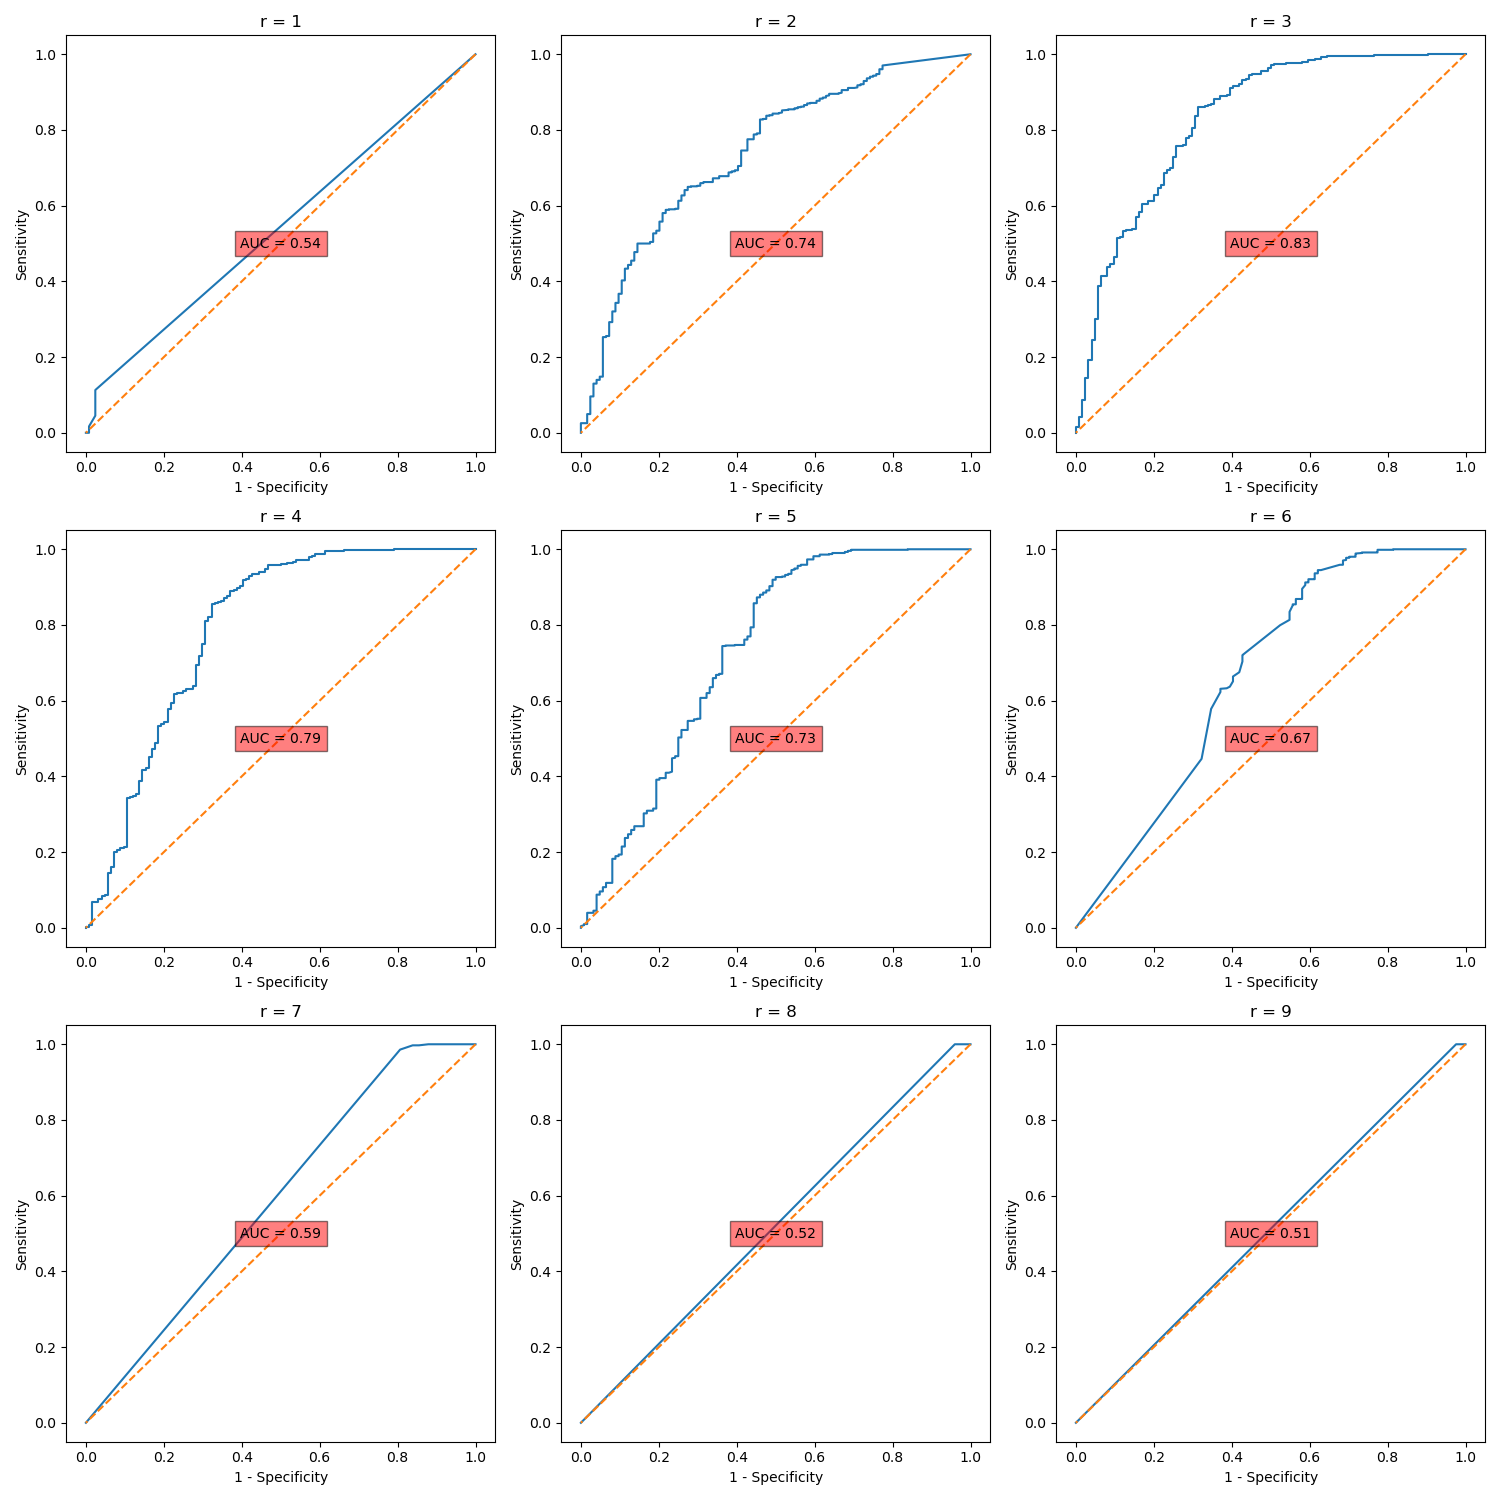 r = 1
1.0
0.8
0.6
0.4
0.2
0.0
Sensitivity
AUC = 0.54
0.0 0.2 0.4 0.6 0.8 1.0
1 - Specificity
r = 2
1.0
0.8
0.6
0.4
0.2
0.0
Sensitivity
AUC = 0.74
0.0 0.2 0.4 0.6 0.8 1.0
1 - Specificity
r = 3
1.0
0.8
0.6
0.4
0.2
0.0
Sensitivity
AUC = 0.83
0.0 0.2 0.4 0.6 0.8 1.0
1 - Specificity
r = 4
1.0
0.8
0.6
0.4
0.2
0.0
Sensitivity
AUC = 0.79
0.0 0.2 0.4 0.6 0.8 1.0
1 - Specificity
r = 5
1.0
0.8
0.6
0.4
0.2
0.0
Sensitivity
AUC = 0.73
0.0 0.2 0.4 0.6 0.8 1.0
1 - Specificity
r = 6
1.0
0.8
0.6
0.4
0.2
0.0
Sensitivity
AUC = 0.67
0.0 0.2 0.4 0.6 0.8 1.0
1 - Specificity
r = 7
1.0
0.8
0.6
0.4
0.2
0.0
Sensitivity
AUC = 0.59
0.0 0.2 0.4 0.6 0.8 1.0
1 - Specificity
r = 8
1.0
0.8
0.6
0.4
0.2
0.0
Sensitivity
AUC = 0.52
0.0 0.2 0.4 0.6 0.8 1.0
1 - Specificity
r = 9
1.0
0.8
0.6
0.4
0.2
0.0
Sensitivity
AUC = 0.51
0.0 0.2 0.4 0.6 0.8 1.0
1 - Specificity